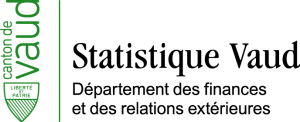 canton de
vaud
LIBERTÉ
ET
PATRIE
Statistique Vaud
Département des finances
et des relations extérieures